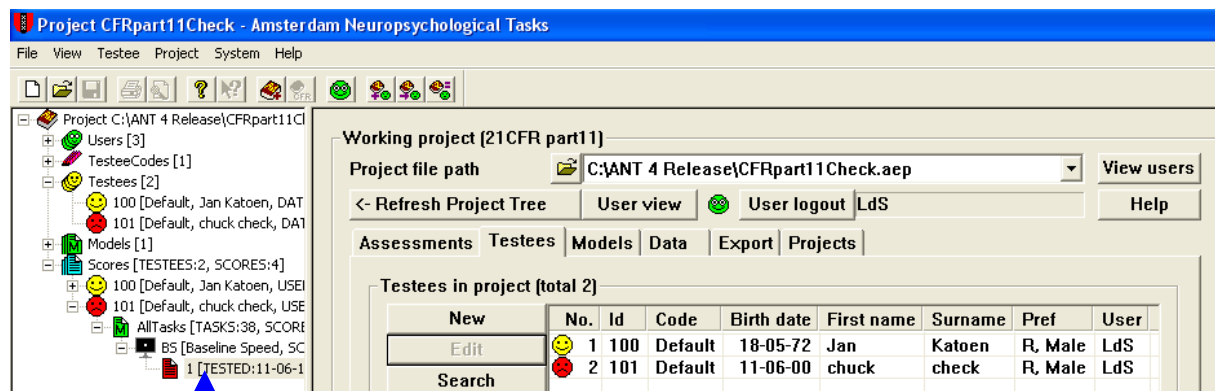 Project CFRpart11Check - Amsterdam Neuropsychological Tasks
File View Testee Project System Help
CFR
Project C:\ANT 4 Release\CFRpart11Cl
Users [3]
TesteeCodes [1]
Testees [2]
100 [Default, Jan Katoen, DAT
101 [Default, chuck check, DAT
Models [1]
Scores [TESTEES:2, SCORES:4]
100 [Default, Jan Katoen, USEI
101 [Default, chuck check, USE
AllTasks [TASKS:38, SCORE
BS [Baseline Speed, SC
1 [TESTED:11-06-1
Working project (21CFR part11)
Project file path C:\ANT 4 Release\CFRpart11Check.aep View users
<- Refresh Project Tree User view User logout LdS Help
Assessments Testees Models Data Export Projects
Testees in project (total 2)
New
Edit
Search
No. Id Code Birth date First name Surname Pref User
1 100 Default 18-05-72 Jan Katoen R, Male LdS
2 101 Default 11-06-00 chuck check R, Male LdS